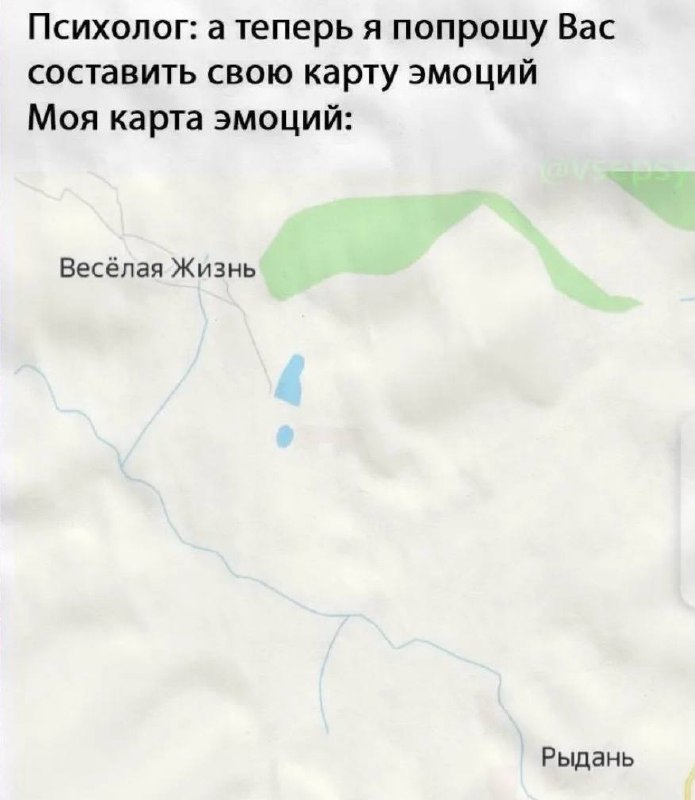 Психолог: а теперь я попрошу Вас
составить свою карту эмоций
Моя карта эмоций:
Весёлая Жизнь
Рыдань